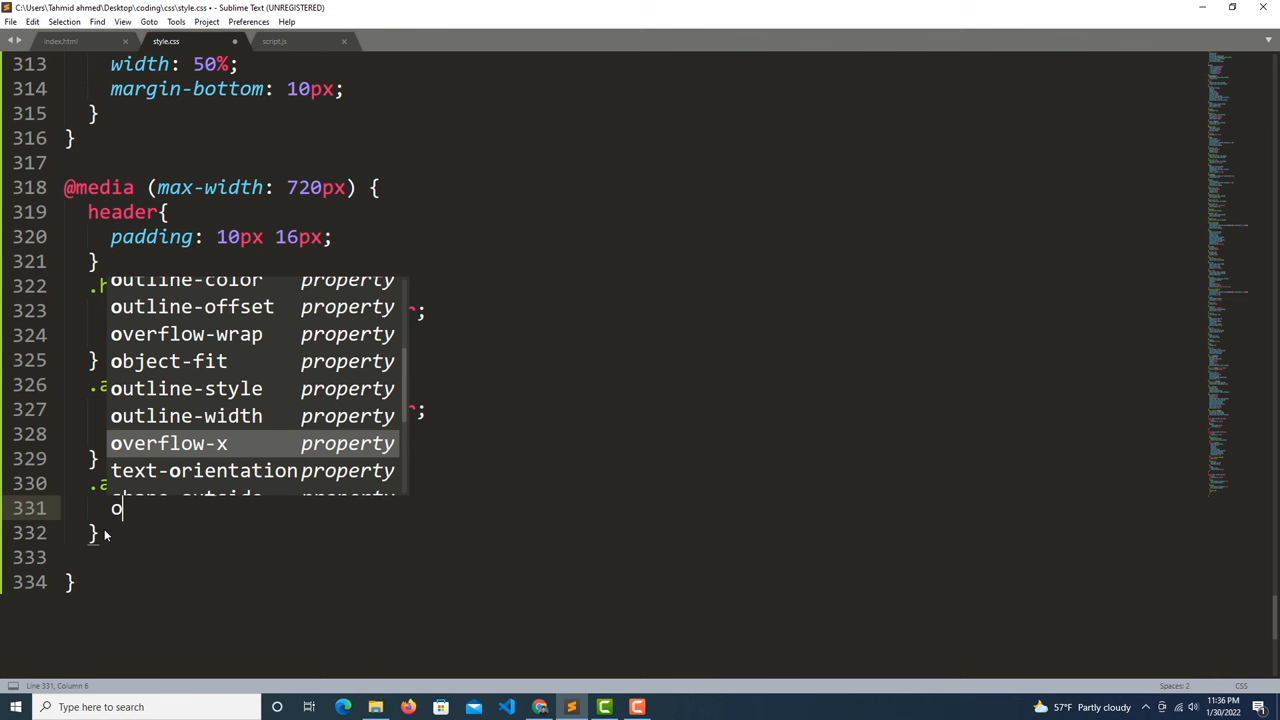 C:\Users\Tahmid ahmed\Desktop\coding\css\style.css • - Sublime Text (UNREGISTERED)
File Edit Selection Find View Goto Tools Project Preferences Help
index.html style.css script.js
313 width: 50%;
314 margin-bottom: 10px;
315 }
316 }
317
318 @media (max-width: 720px) {
319 header{
320 padding: 10px 16px;
321 }
322 .h outline-color property
outline-offset property
323 ;
324 overflow-wrap property
325 } object-fit property
326 .a outline-style property
327 outline-width property ;
328 overflow-x property
329 }
text-orientation property
330 .a shape-outside property
331 o
332 }
333
334 }
Line 331, Column 6 Spaces: 2 CSS
Type here to search 57°F Partly cloudy 11:36 PM
1/30/2022